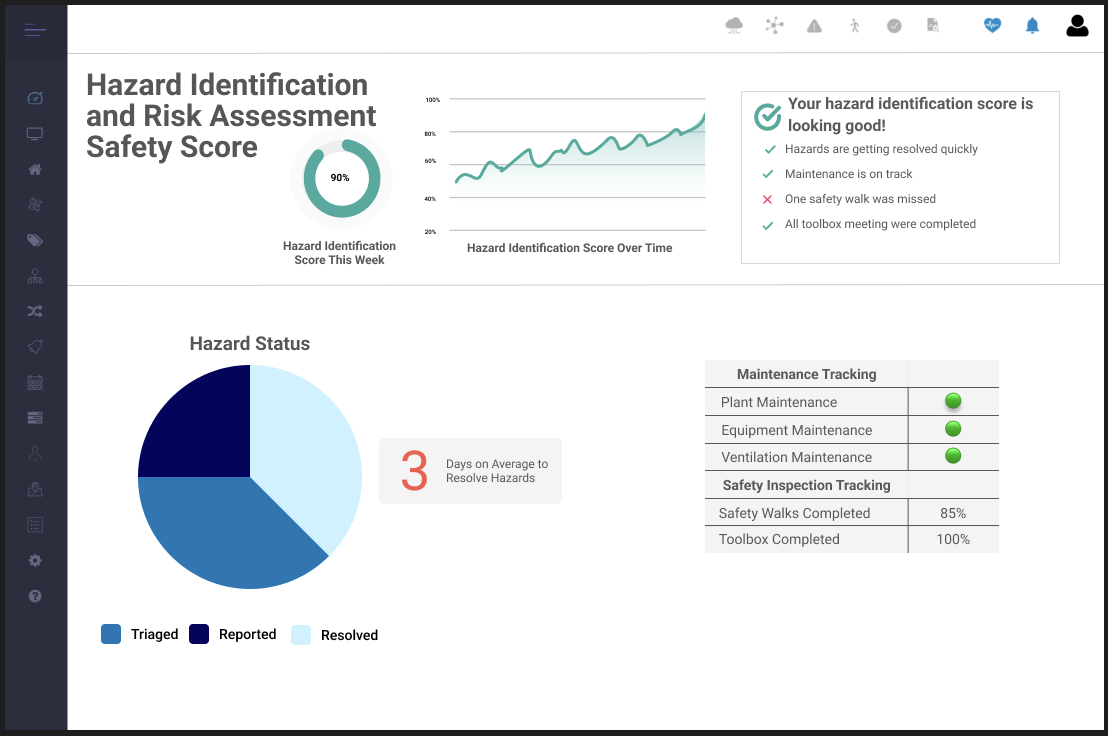 Hazard Identification
and Risk Assessment
Safety Score
90%
Hazard Identification
Score This Week
100%
80%
60%
40%
20%
Hazard Identification Score Over Time
Your hazard identification score is
looking good!
Hazards are getting resolved quickly
Maintenance is on track
One safety walk was missed
All toolbox meeting were completed
Hazard Status
3
Days on Average to
Resolve Hazards
Triaged
Reported
Resolved
Maintenance Tracking
Plant Maintenance
Equipment Maintenance
Ventilation Maintenance
Safety Inspection Tracking
Safety Walks Completed 85%
Toolbox Completed 100%